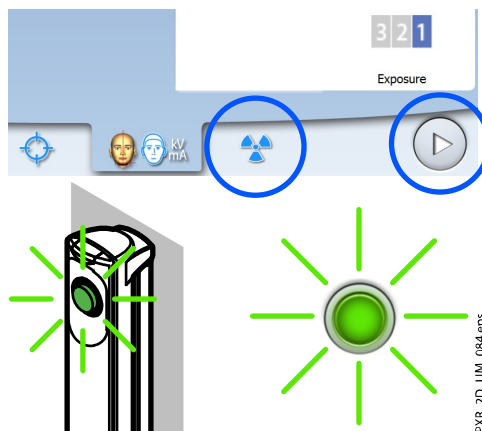 3 2 1
Exposure
kV
mA
PXR_2D_UM_084.eps